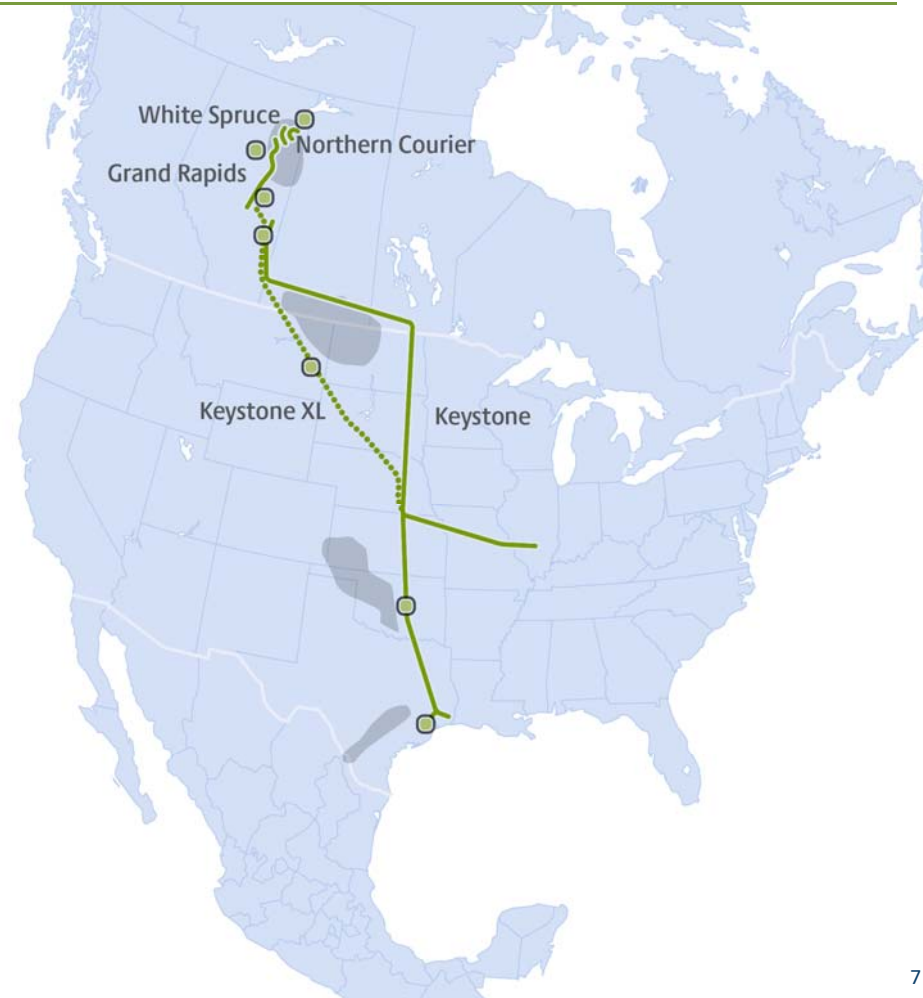 White Spruce
Northern Courier
Grand Rapids
Keystone XL
Keystone
7